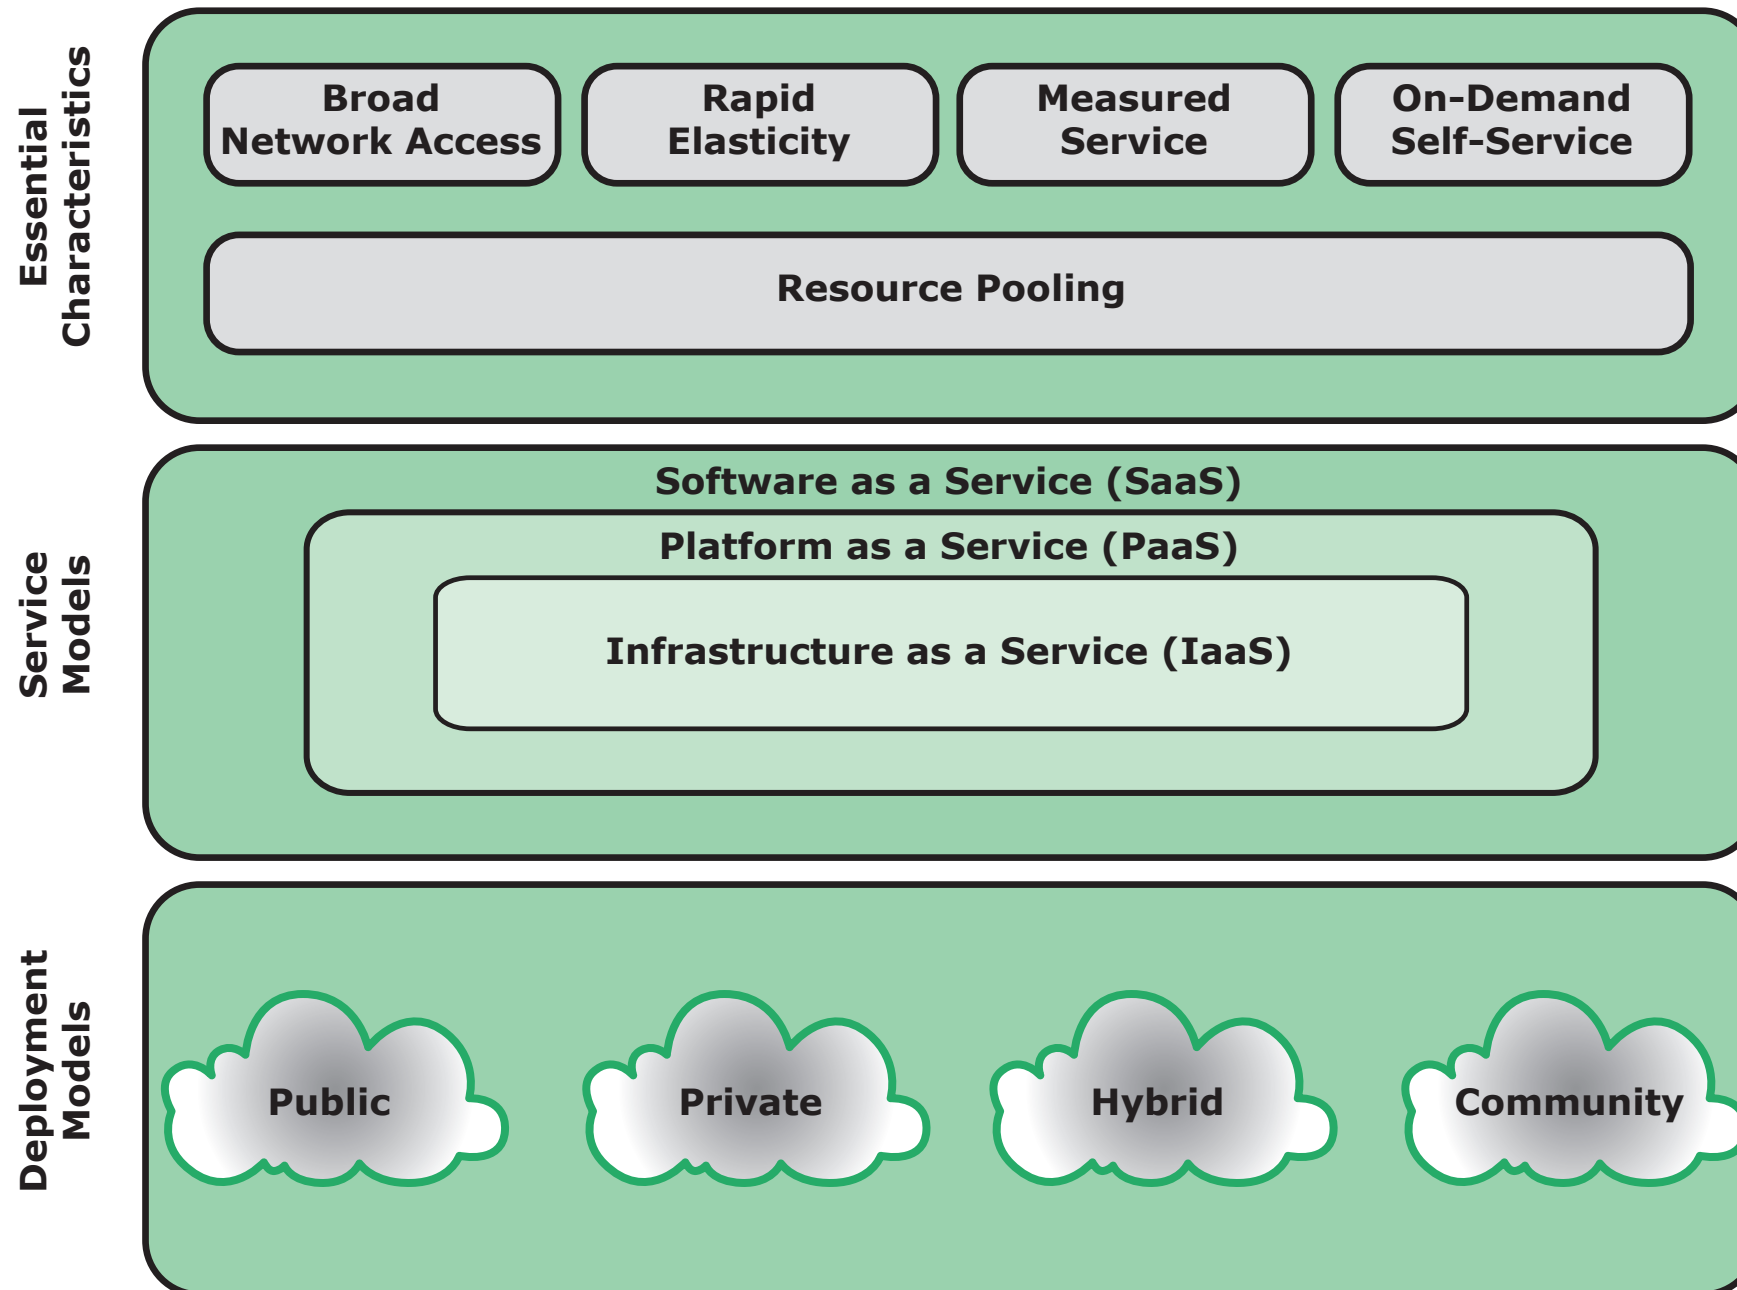 Essential
Characteristics
Broad
Network Access
Rapid
Elasticity
Measured
Service
On-Demand
Self-Service
Resource Pooling
Service
Models
Software as a Service (SaaS)
Platform as a Service (PaaS)
Infrastructure as a Service (IaaS)
Deployment
Models
Public
Private
Hybrid
Community